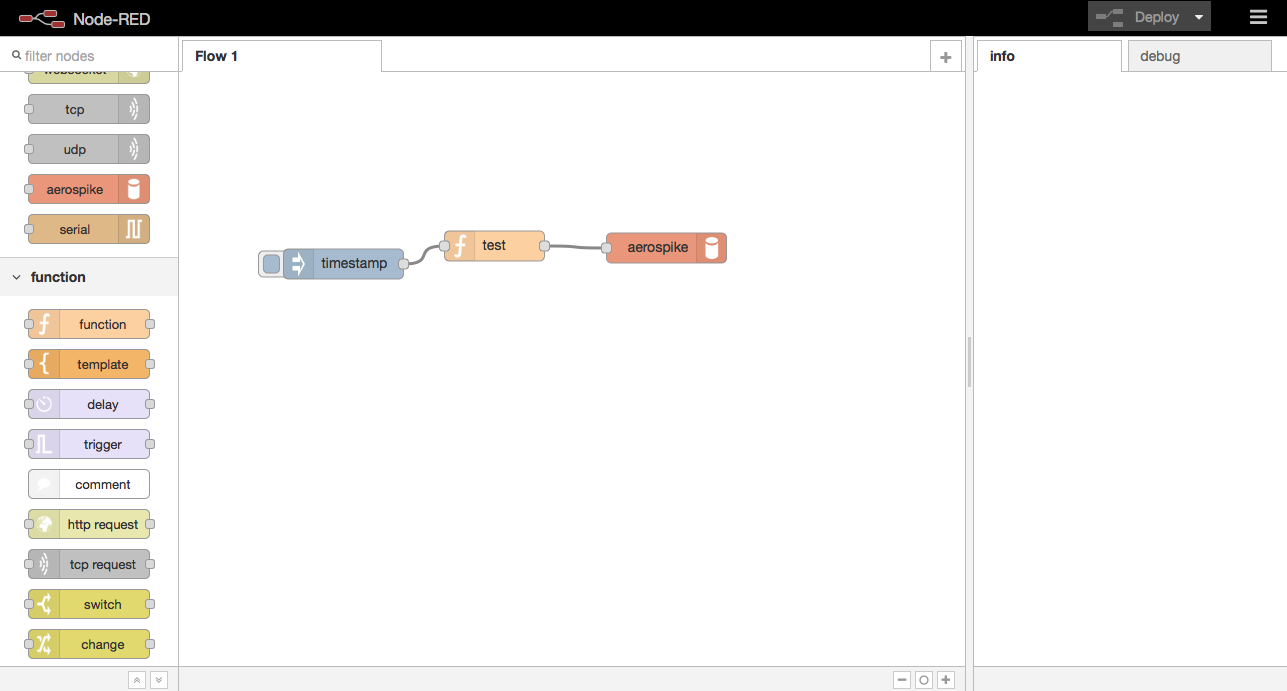 Node-RED
Deploy
filter nodes
Flow 1
info
debug
websocket
tcp
udp
aerospike
serial
timestamp
test
aerospike
function
function
template
delay
trigger
comment
http request
tcp request
switch
change